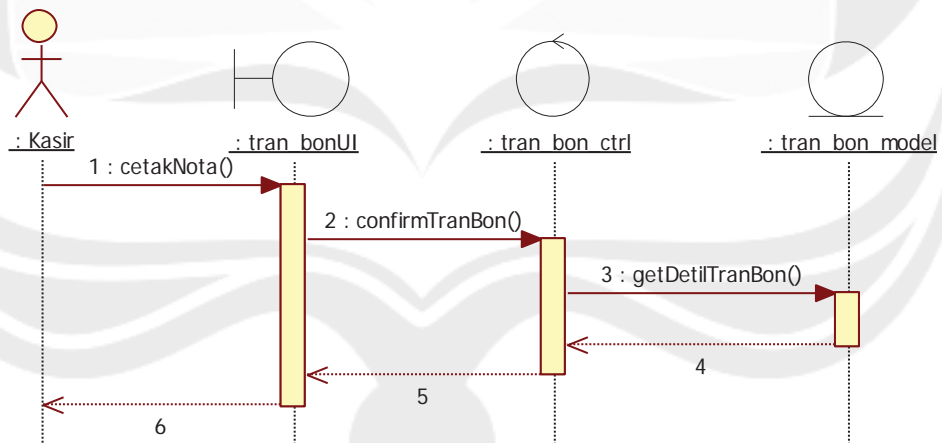 : Kasir
: tran_bonUI
: tran_bon_ctrl
: tran_bon_model
1 : cetakNota()
2 : confirmTranBon()
3 : getDetilTranBon()
4
5
6